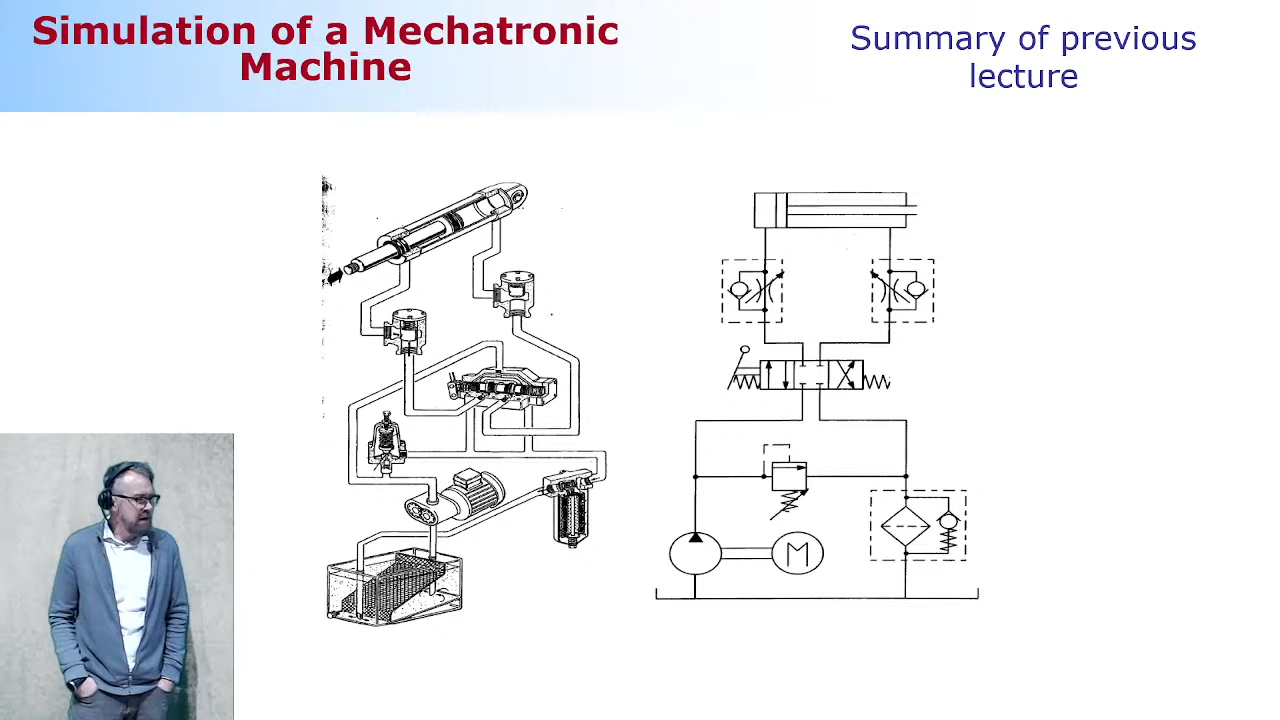 Simulation of a Mechatronic
Machine
Summary of previous
lecture
M